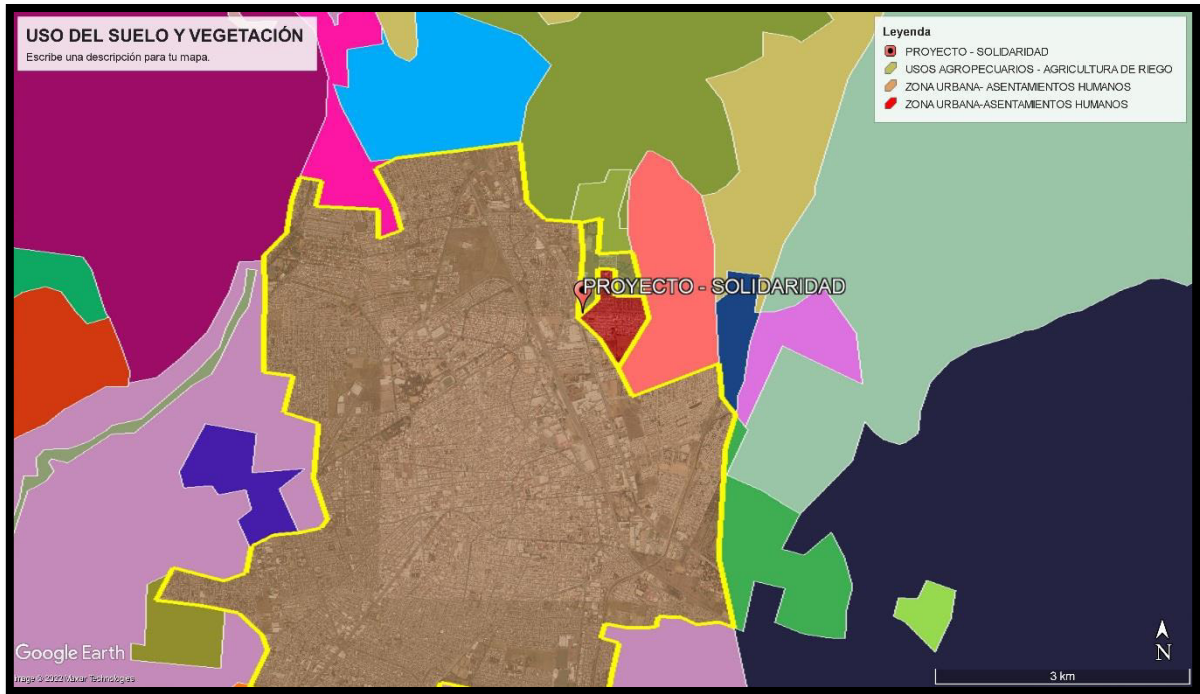 USO DEL SUELO Y VEGETACIÓN
Escribe una descripción para tu mapa.
Leyenda
PROYECTO - SOLIDARIDAD
USOS AGROPECUARIOS - AGRICULTURA DE RIEGO
ZONA URBANA- ASENTAMIENTOS HUMANOS
ZONA URBANA-ASENTAMIENTOS HUMANOS
PROYECTO - SOLIDARIDAD
Google Earth
Image © 2022 Maxar Technologies
N
3 km